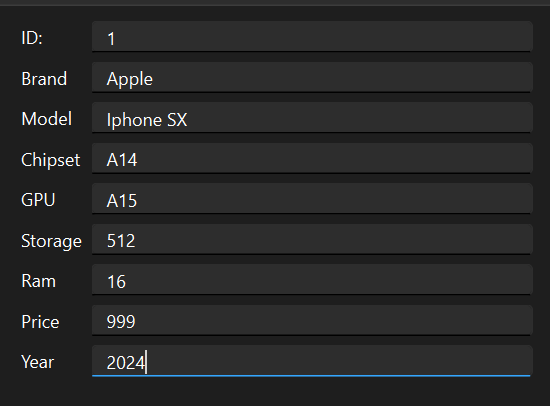 ID: 1
Brand Apple
Model Iphone SX
Chipset A14
GPU A15
Storage 512
Ram 16
Price 999
Year 2024